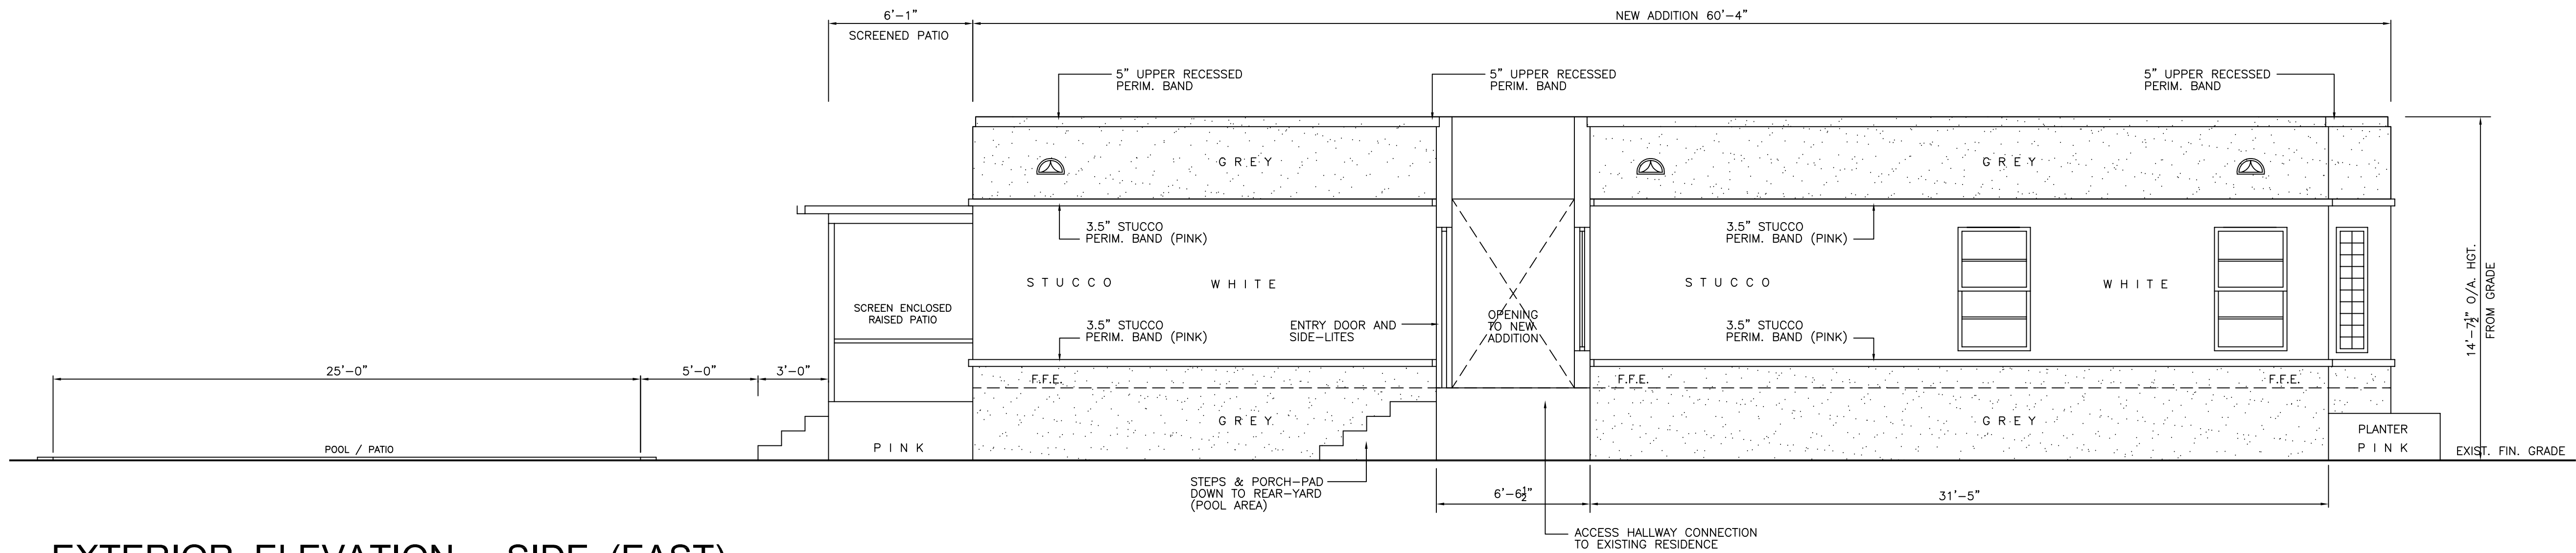 6'-1"
NEW ADDITION 60'-4"
SCREENED PATIO
5" UPPER RECESSED
PERIM. BAND
5" UPPER RECESSED
PERIM. BAND
5" UPPER RECESSED
PERIM. BAND
GREY
GREY
3.5" STUCCO
PERIM. BAND (PINK)
3.5" STUCCO
PERIM. BAND (PINK)
STUCCO
WHITE
STUCCO
WHITE
14'-7½" O/A. HGT.
FROM GRADE
SCREEN ENCLOSED
RAISED PATIO
3.5" STUCCO
PERIM. BAND (PINK)
ENTRY DOOR AND
SIDE-LITES
OPENING
TO NEW
ADDITION
3.5" STUCCO
PERIM. BAND (PINK)
25'-0"
5'-0"
3'-0"
F.F.E.
F.F.E.
F.F.E.
GREY
GREY
PLANTER
PINK
POOL / PATIO
PINK
EXIST. FIN. GRADE
STEPS & PORCH-PAD
DOWN TO REAR-YARD
(POOL AREA)
6'-6½"
31'-5"
ACCESS HALLWAY CONNECTION
TO EXISTING RESIDENCE
EXTERIOR ELEVATION - SIDE (EAST)